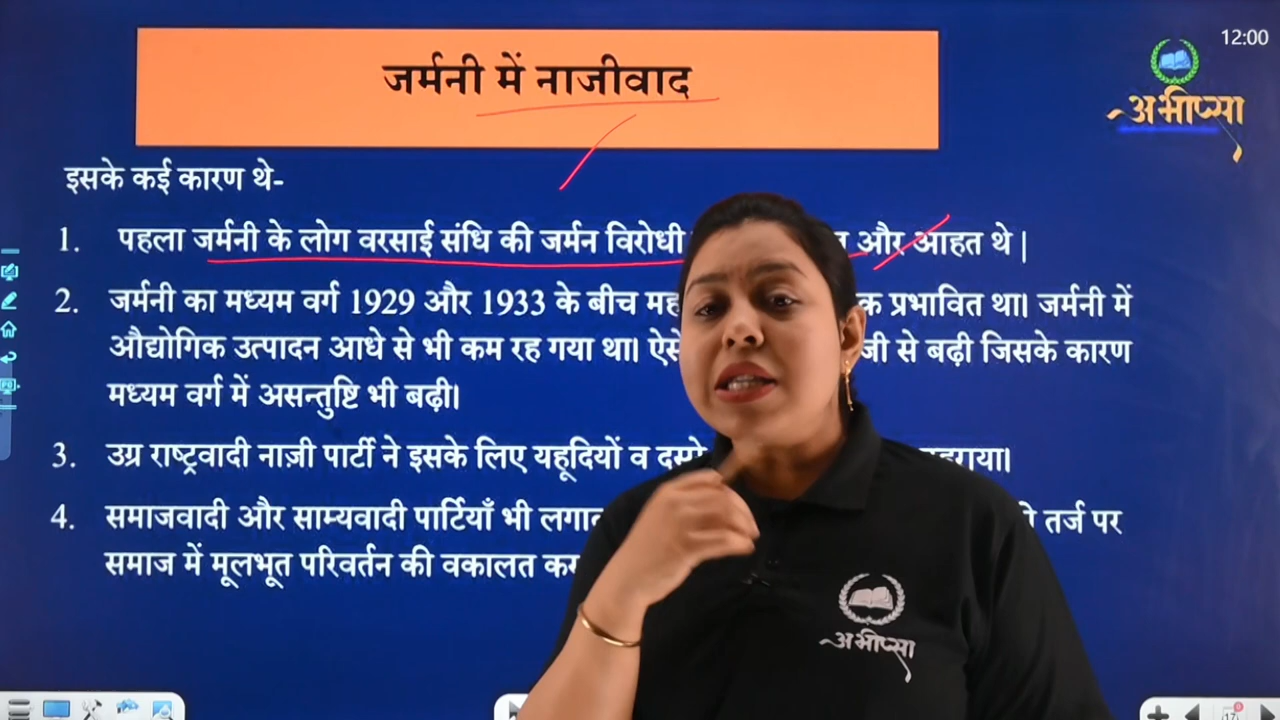 जर्मनी में नाजीवाद
12:00
अभीप्सा
इसके कई कारण थे-
1. पहला जर्मनी के लोग वरसाई संधि की जर्मन विरोधी और आहत थे |
2. जर्मनी का मध्यम वर्ग 1929 और 1933 के बीच प्रभावित था। जर्मनी में
औद्योगिक उत्पादन आधे से भी कम रह गया था। से बढ़ी जिसके कारण
मध्यम वर्ग में असन्तुष्टि भी बढ़ी।
3. उग्र राष्ट्रवादी नाज़ी पार्टी ने इसके लिए यहूदियों व
4. समाजवादी और साम्यवादी पार्टियाँ भी तर्ज पर
समाज में मूलभूत परिवर्तन की वकालत
अभीप्सा